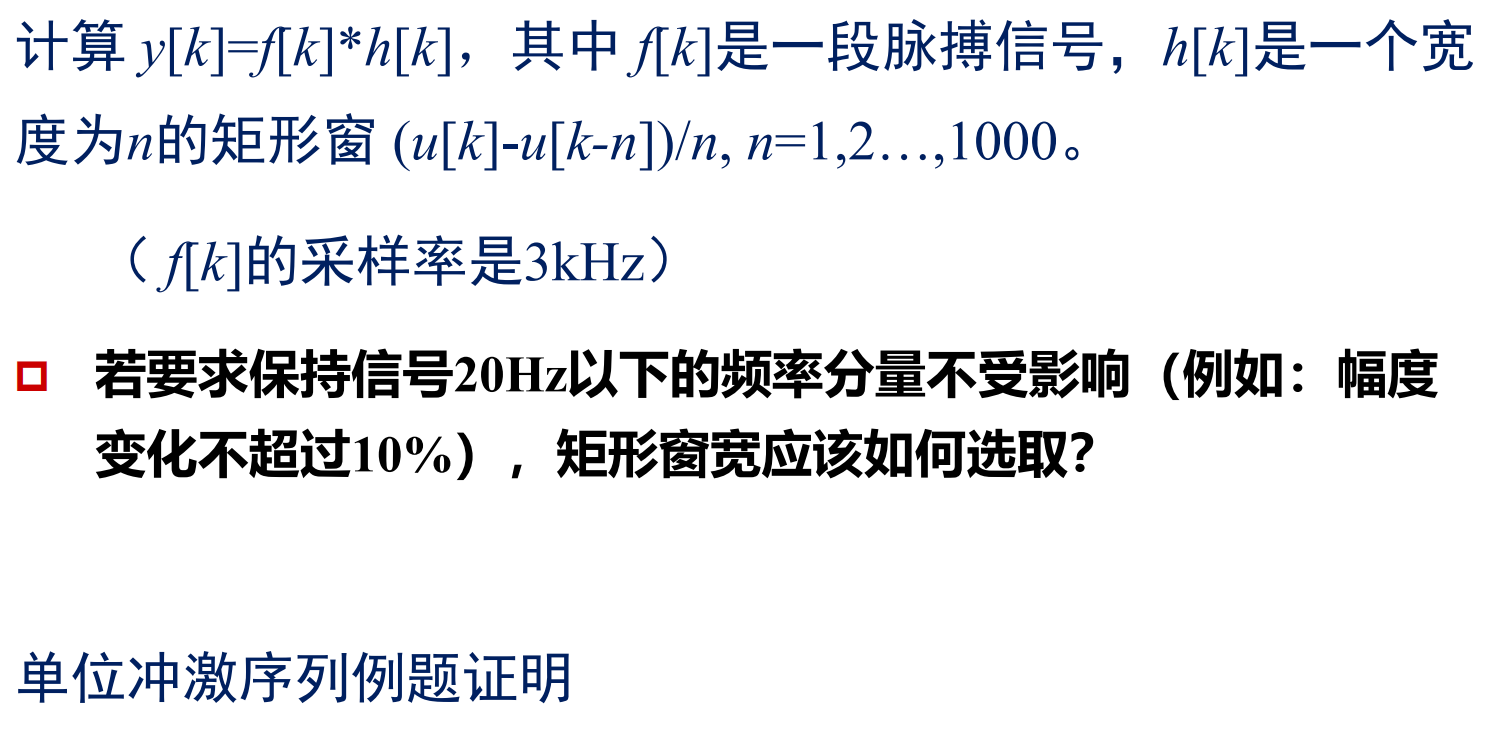 计算 y[k]=f[k]*h[k]，其中 f[k]是一段脉搏信号，h[k]是一个宽
度为n的矩形窗 (u[k]-u[k-n])/n, n=1,2…,1000。
（ f[k]的采样率是3kHz）
若要求保持信号20Hz以下的频率分量不受影响（例如：幅度
变化不超过10%），矩形窗宽应该如何选取？
单位冲激序列例题证明